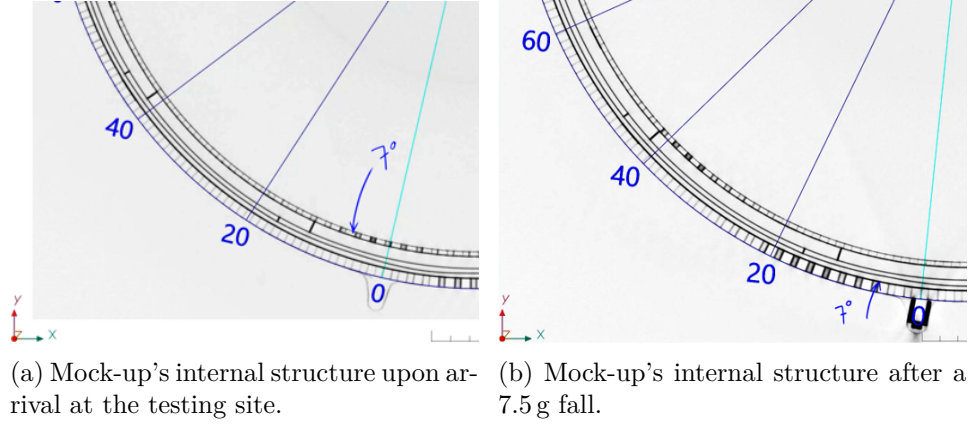 40
20
0
7°
y
z
x
60
40
20
0
7°
y
z
x
(a) Mock-up's internal structure upon ar-
rival at the testing site.
(b) Mock-up's internal structure after a
7.5 g fall.